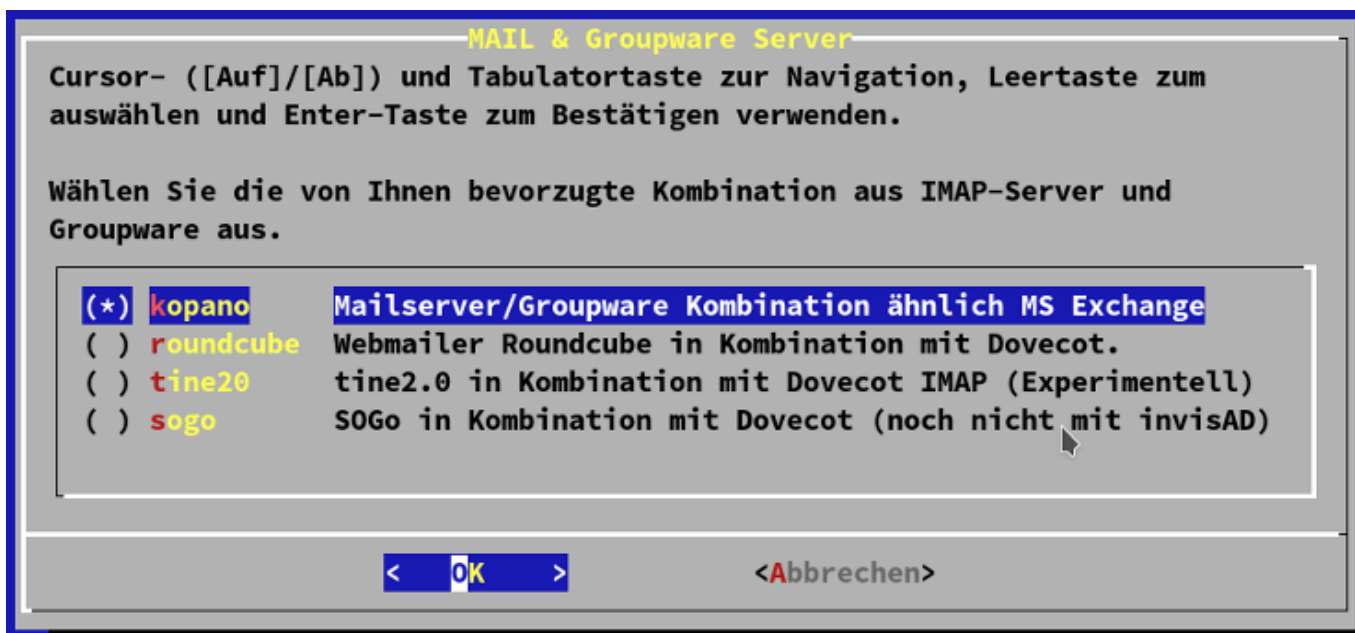 MAIL & Groupware Server
Cursor- ([Auf]/[Ab]) und Tabulatortaste zur Navigation, Leertaste zum
auswählen und Enter-Taste zum Bestätigen verwenden.
Wählen Sie die von Ihnen bevorzugte Kombination aus IMAP-Server und
Groupware aus.
(*) kopano Mailserver/Groupware Kombination ähnlich MS Exchange
( ) roundcube Webmailer Roundcube in Kombination mit Dovecot.
( ) tine20 tine2.0 in Kombination mit Dovecot IMAP (Experimentell)
( ) sogo SOGo in Kombination mit Dovecot (noch nicht mit invisAD)
< OK > <Abbrechen>